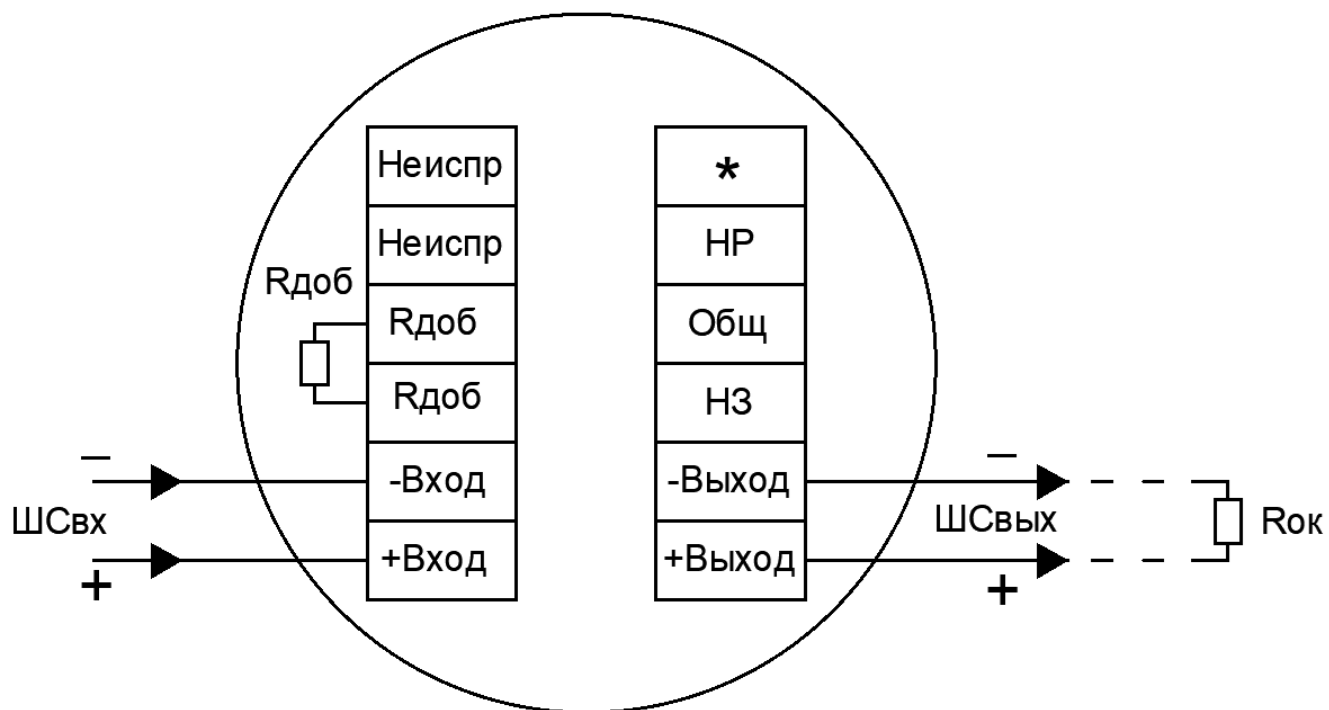 Неиспр
Неиспр
Rдоб
Rдоб
Rдоб
-Вход
+Вход
–
ШСвх
+
*
НР
Общ
НЗ
-Выход
+Выход
–
ШСвых
+
Rок